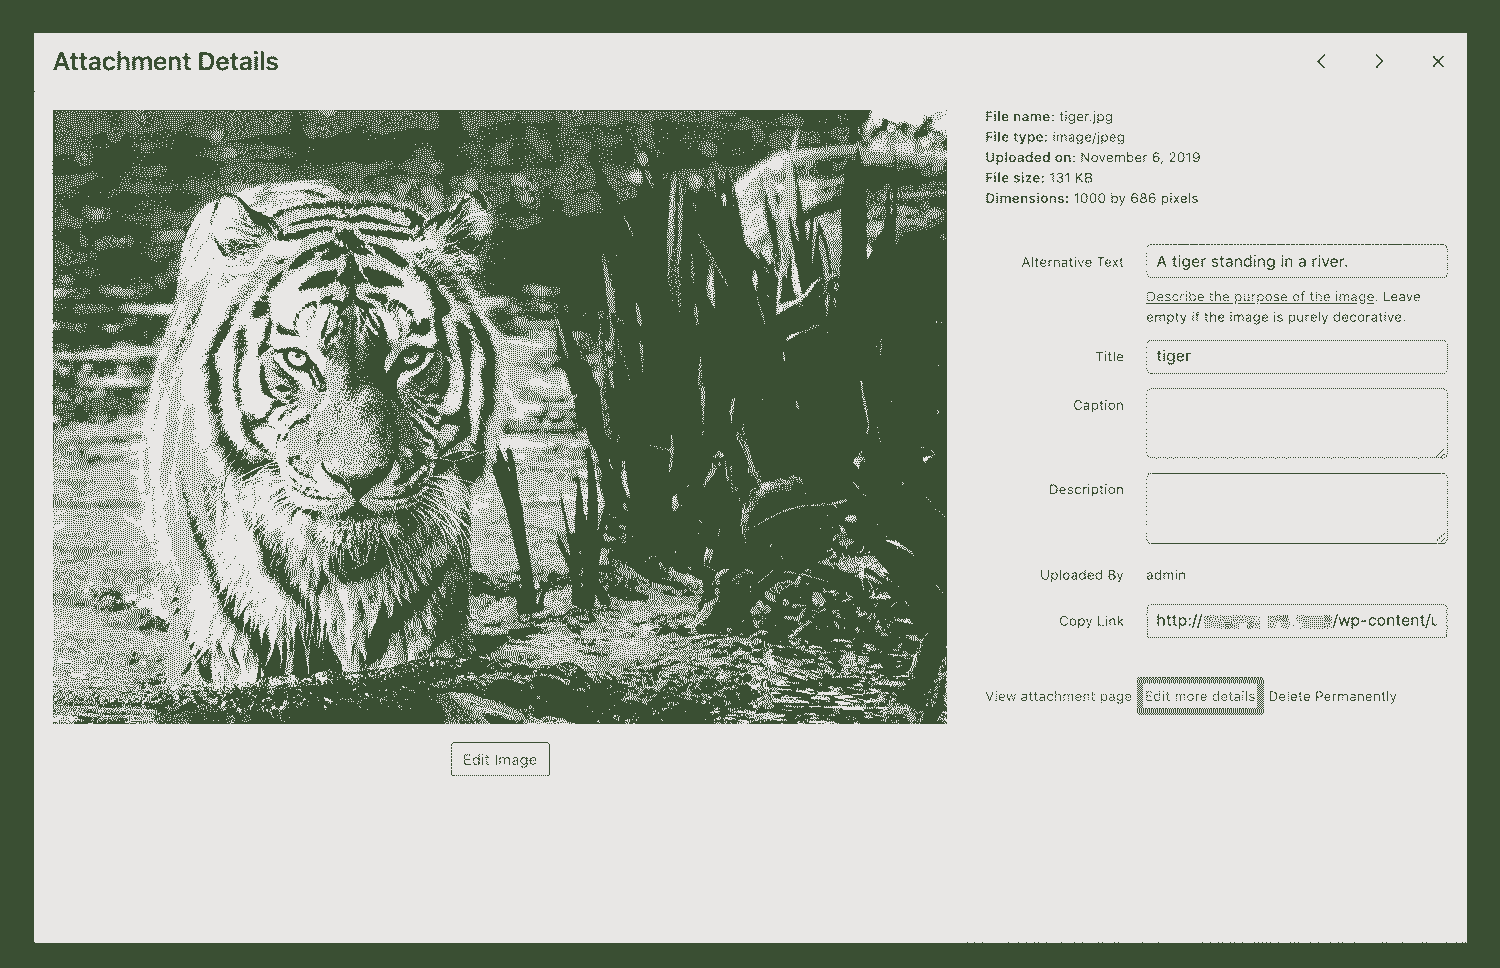 Attachment Details
File name: tiger.jpg
File type: image/jpeg
Uploaded on: November 6, 2019
File size: 131 KB
Dimensions: 1000 by 686 pixels
Alternative Text
A tiger standing in a river.
Describe the purpose of the image. Leave
empty if the image is purely decorative.
Title
tiger
Caption
Description
Uploaded By
admin
Copy Link
http:// /wp-content/u
View attachment page
Edit more details
Delete Permanently
Edit Image